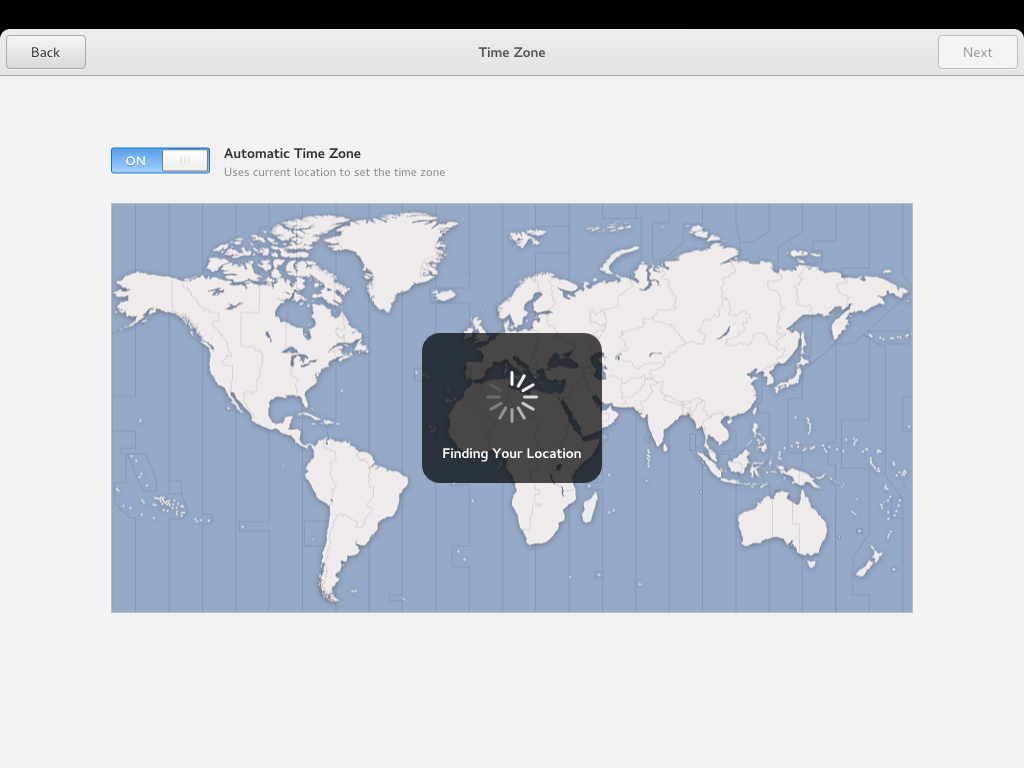 Back
Time Zone
Next
ON
Automatic Time Zone
Uses current location to set the time zone
Finding Your Location